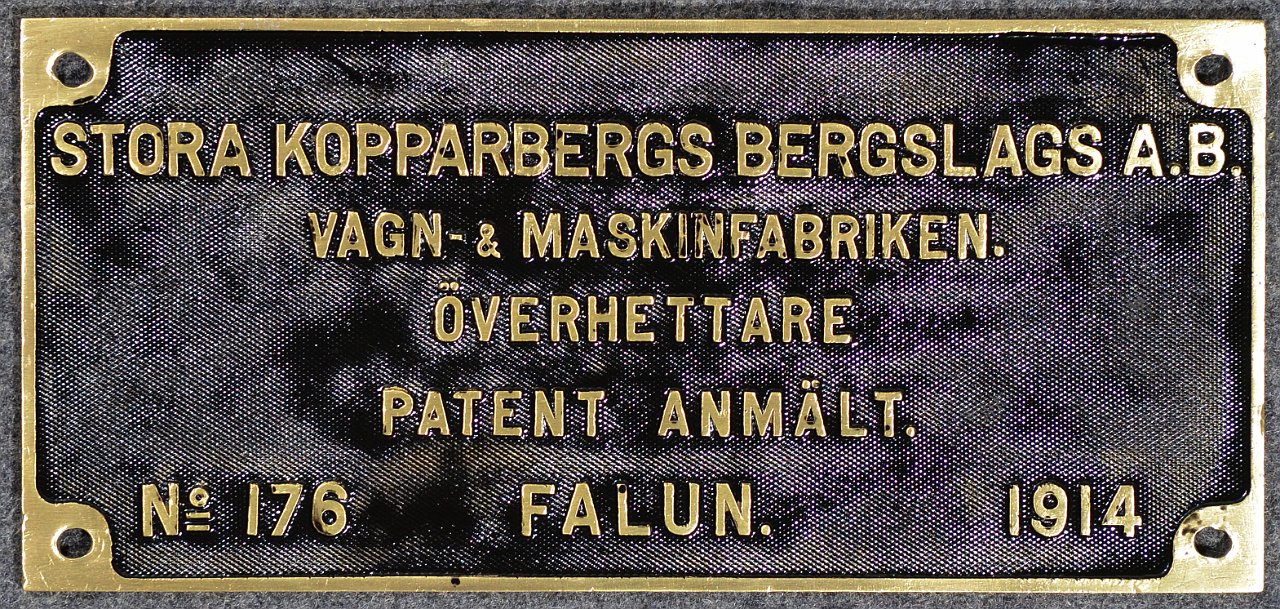 STORA KOPPARBERGS BERGSLAGS A.B.
VAGN- & MASKINFABRIKEN.
ÖVERHETTARE
PATENT ANMÄLT.
Nº 176 FALUN. 1914